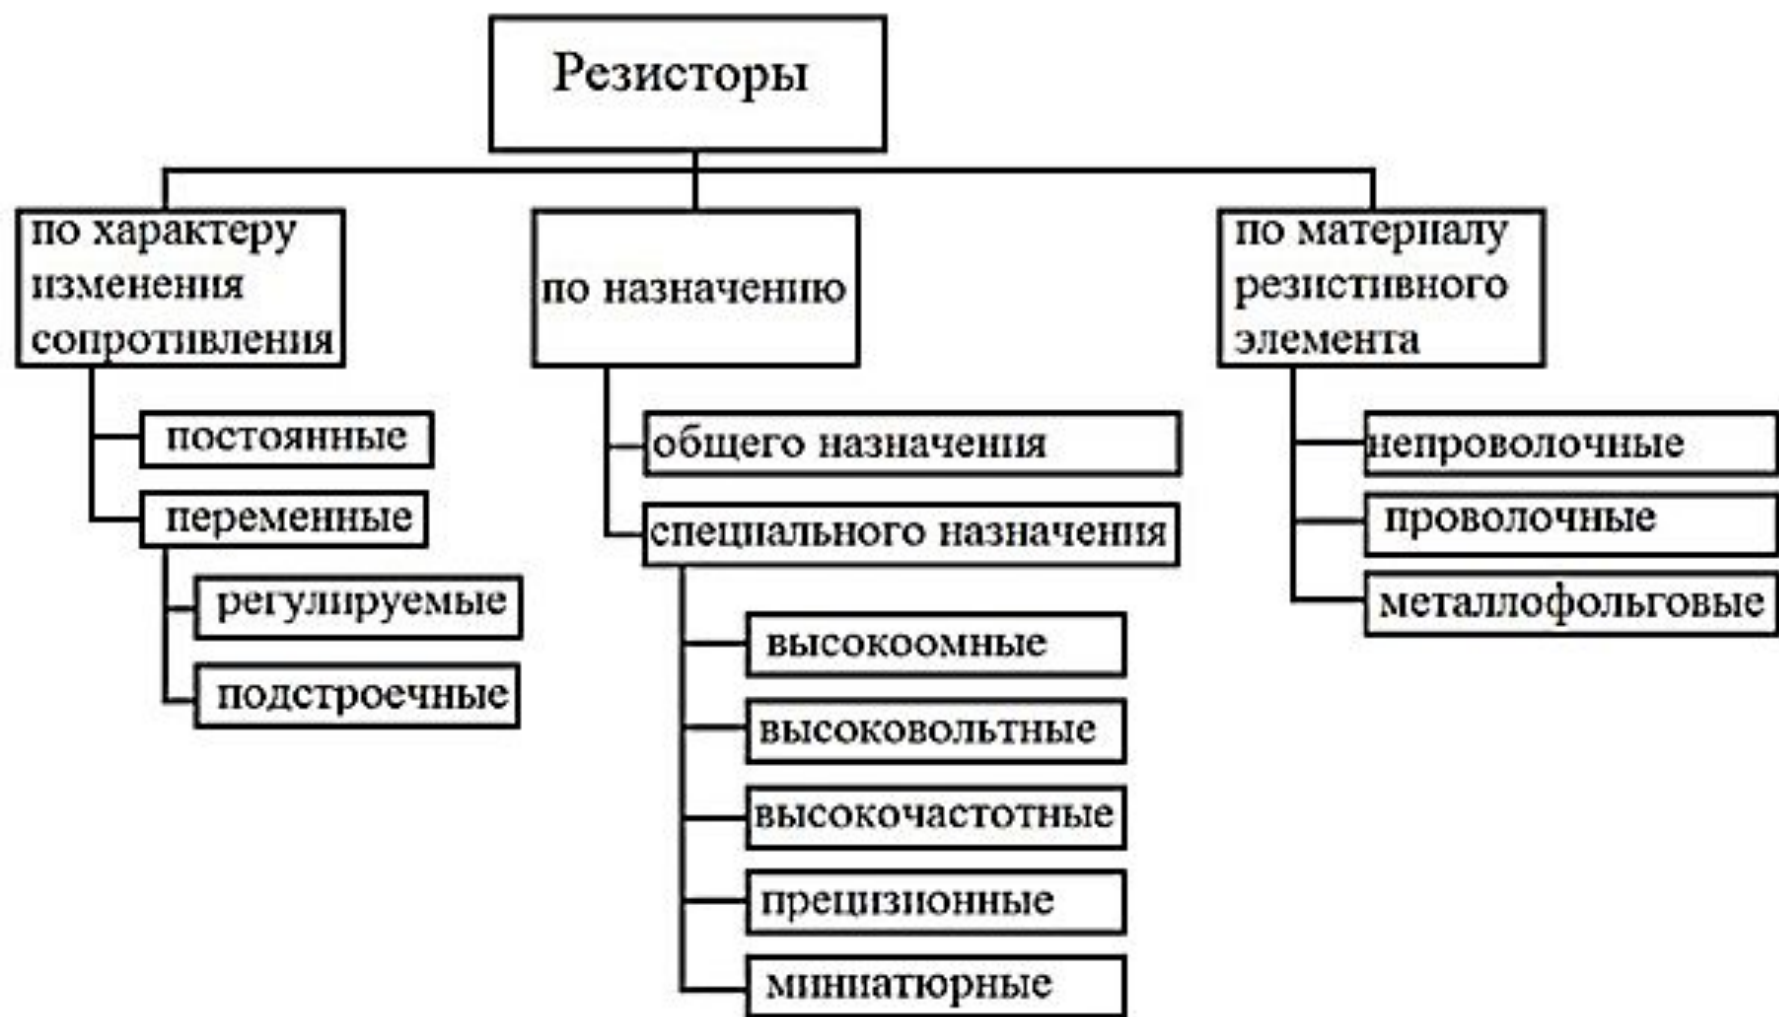 Резисторы
по характеру
изменения
сопротивления
постоянные
переменные
регулируемые
подстроечные
по назначению
общего назначения
специального назначения
высокоомные
высоковольтные
высокочастотные
прецизионные
миниатюрные
по материалу
резистивного
элемента
непроволочные
проволочные
металлофольговые